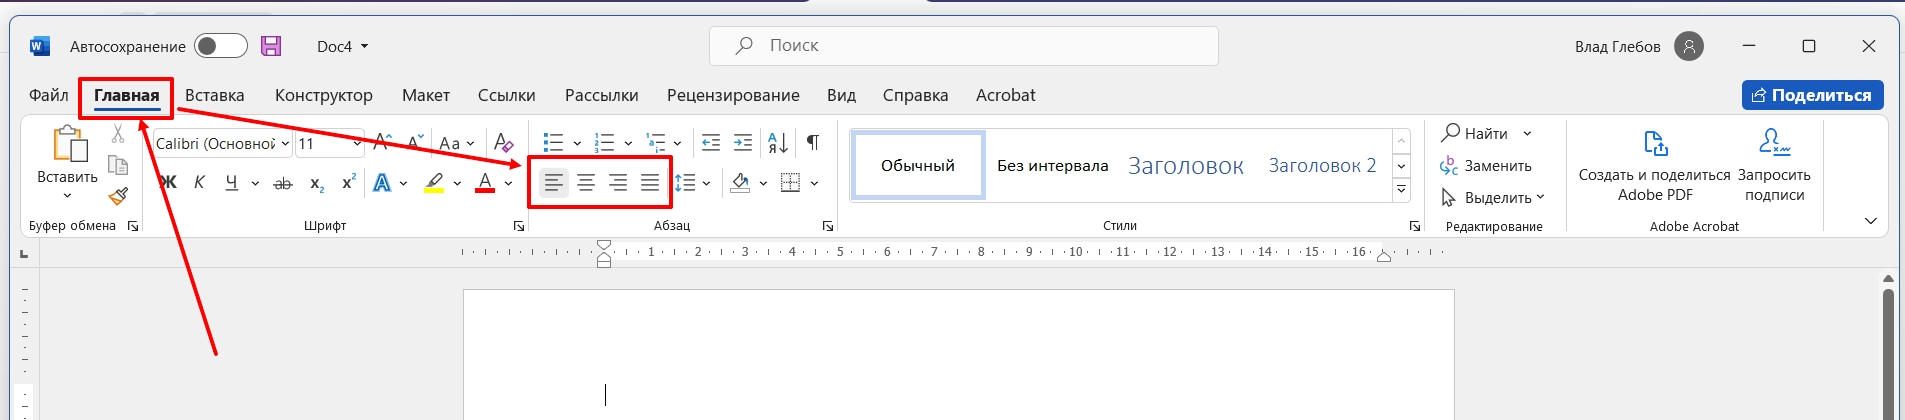 Автосохранение Doc4 Поиск Влад Глебов
Файл Главная Вставка Конструктор Макет Ссылки Рассылки Рецензирование Вид Справка Acrobat Поделиться
Вставить
Calibri (Основной 11 Aa
Ж К Ч ab x₂ x² A A
А Я ¶
Обычный Без интервала Заголовок Заголовок 2
Найти
Заменить
Выделить
Создать и поделиться Adobe PDF
Запросить подписи
Буфер обмена Шрифт Абзац Стили Редактирование Adobe Acrobat
1 2 3 4 5 6 7 8 9 10 11 12 13 14 15 16